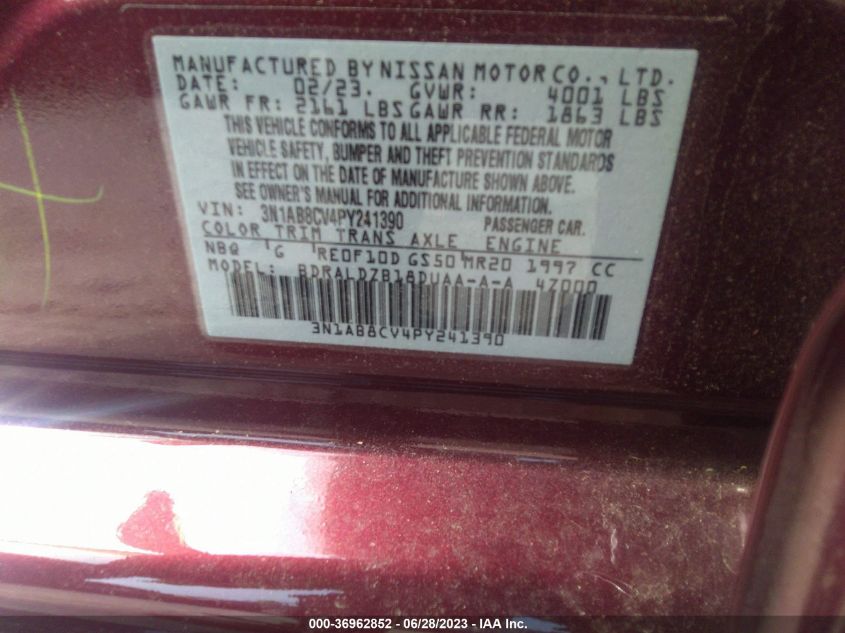 MANUFACTURED BY NISSAN MOTOR CO., LTD.
DATE: 02/23. GVWR: 4001 LBS
GAWR FR: 2161 LBS GAWR RR: 1863 LBS
THIS VEHICLE CONFORMS TO ALL APPLICABLE FEDERAL MOTOR
VEHICLE SAFETY, BUMPER AND THEFT PREVENTION STANDARDS
IN EFFECT ON THE DATE OF MANUFACTURE SHOWN ABOVE.
SEE OWNER'S MANUAL FOR ADDITIONAL INFORMATION.
VIN: 3N1AB8CV4PY241390 PASSENGER CAR.
COLOR TRIM TRANS AXLE ENGINE
NBQ G RE0F10D GS50 MR20 1997 CC
MODEL: BDRALDZB18DUAA-A-A 4Z000
3N1AB8CV4PY241390
000-36962852 / 06/28/2023 - IAA Inc.